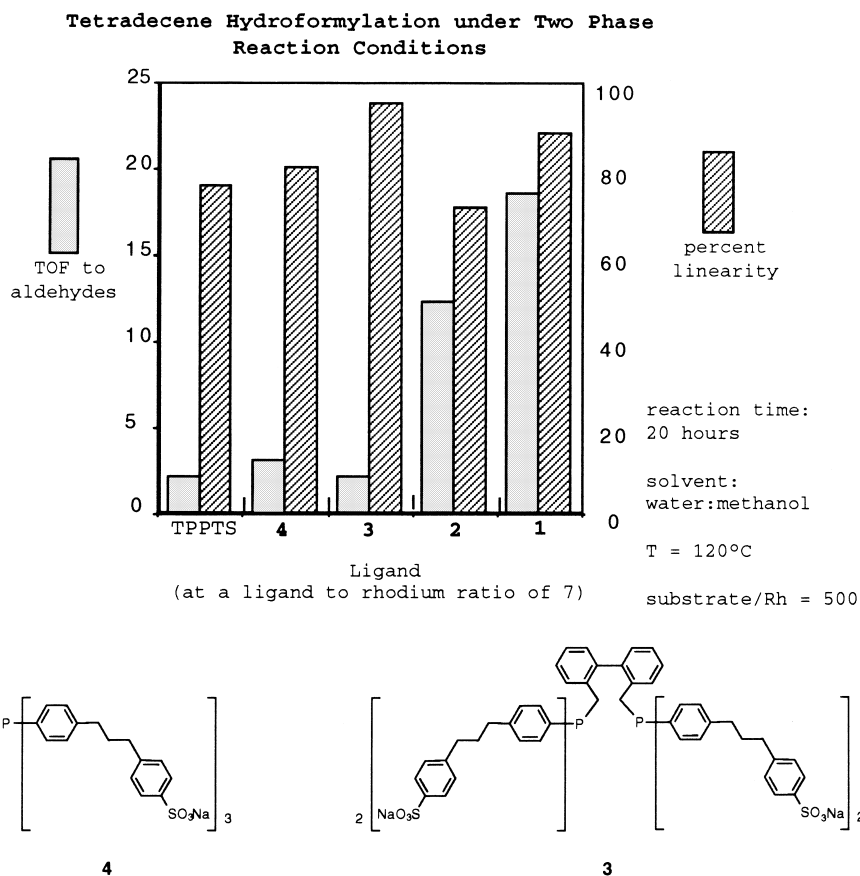 Tetradecene Hydroformylation under Two Phase
Reaction Conditions
25
20
15
10
5
0
100
80
60
40
20
0
TOF to
aldehydes
percent
linearity
TPPTS 4 3 2 1
Ligand
(at a ligand to rhodium ratio of 7)
reaction time:
20 hours
solvent:
water:methanol
T = 120°C
substrate/Rh = 500
P
SO3Na
3
4
2
NaO3S
P
P
SO3Na
2
3